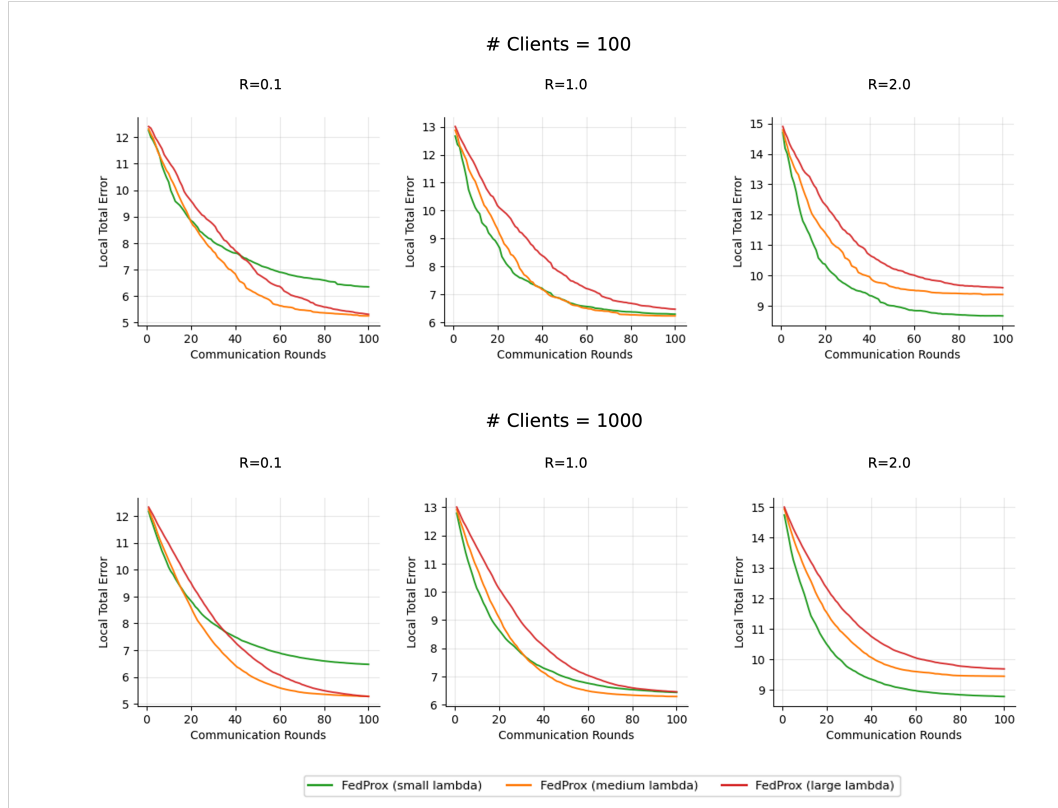 # Clients = 100
R=0.1
R=1.0
R=2.0
Local Total Error
12
11
10
9
8
7
6
5
0 20 40 60 80 100
Communication Rounds
Local Total Error
13
12
11
10
9
8
7
6
0 20 40 60 80 100
Communication Rounds
Local Total Error
15
14
13
12
11
10
9
0 20 40 60 80 100
Communication Rounds
# Clients = 1000
R=0.1
R=1.0
R=2.0
Local Total Error
12
11
10
9
8
7
6
5
0 20 40 60 80 100
Communication Rounds
Local Total Error
13
12
11
10
9
8
7
6
0 20 40 60 80 100
Communication Rounds
Local Total Error
15
14
13
12
11
10
9
0 20 40 60 80 100
Communication Rounds
FedProx (small lambda) FedProx (medium lambda) FedProx (large lambda)